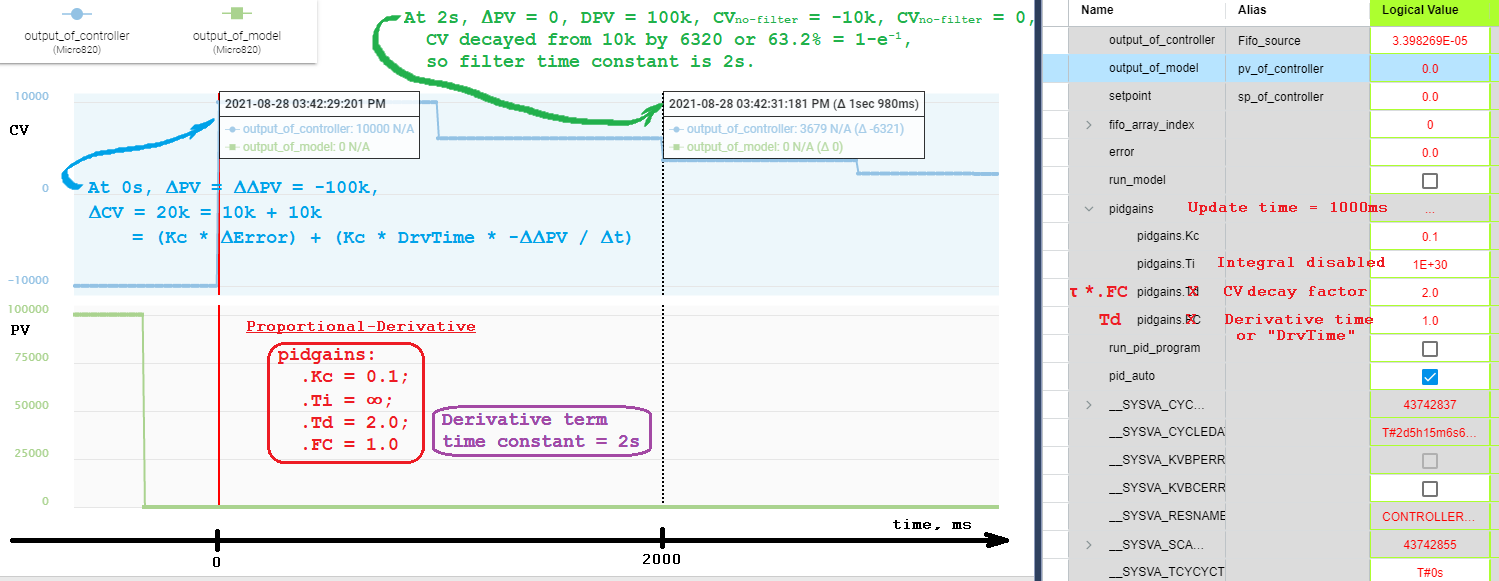 output_of_controller
(Micro820)
output_of_model
(Micro820)
At 2s, ΔPV = 0, DPV = 100k, CVno-filter = -10k, CVno-filter = 0,
CV decayed from 10k by 6320 or 63.2% = 1-e⁻¹,
so filter time constant is 2s.
10000
CV
0
-10000
2021-08-28 03:42:29:201 PM
output_of_controller: 10000 N/A
output_of_model: 0 N/A
2021-08-28 03:42:31:181 PM (Δ 1sec 980ms)
output_of_controller: 3679 N/A (Δ -6321)
output_of_model: 0 N/A (Δ 0)
At 0s, ΔPV = ΔΔPV = -100k,
ΔCV = 20k = 10k + 10k
= (Kc * ΔError) + (Kc * DrvTime * -ΔΔPV / Δt)
100000
PV
75000
50000
25000
0
Proportional-Derivative
pidgains:
.Kc = 0.1;
.Ti = ∞;
.Td = 2.0;
.FC = 1.0
Derivative term
time constant = 2s
time, ms
0
2000
Name Alias Logical Value
output_of_controller Fifo_source 3.398269E-05
output_of_model pv_of_controller 0.0
setpoint sp_of_controller 0.0
fifo_array_index 0
error 0.0
run_model
pidgains Update time = 1000ms ...
pidgains.Kc 0.1
pidgains.Ti Integral disabled 1E+30
τ *.FC pidgains.Td X CV decay factor 2.0
Td pidgains.FC X Derivative time 1.0
or "DrvTime"
run_pid_program
pid_auto
__SYSVA_CYC... 43742837
__SYSVA_CYCLEDA T#2d5h15m6s6...
__SYSVA_KVBPERR
__SYSVA_KVBCERR
__SYSVA_RESNAME CONTROLLER...
__SYSVA_SCA... 43742855
__SYSVA_TCYCYCT T#0s